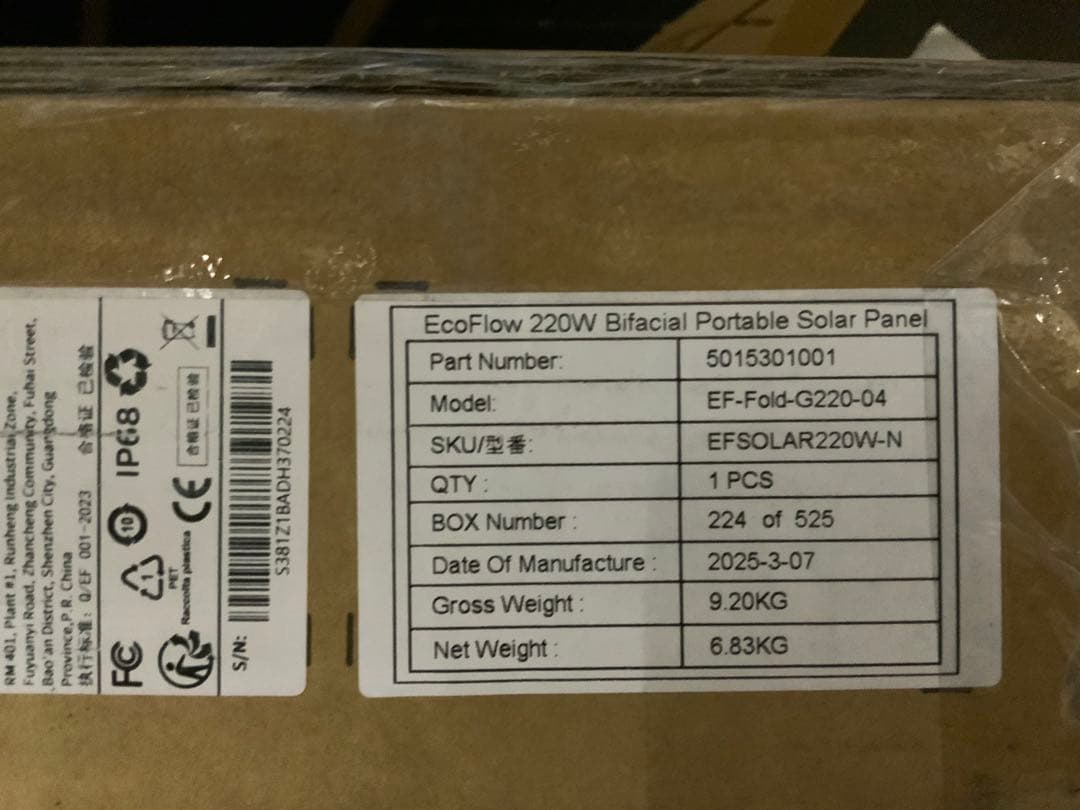 RM 401, Plant #1, Runheng Industrial Zone,
Fuyuanyi Road, Zhancheng Community, Fuhai Street,
Bao'an District, Shenzhen City, Guangdong
Province,P.R. China
执行标准：Q/EF 001-2023 合格证 已检验
FC
1
PET
10
IP68
Raccolta plastica
CE
合格证 已检验
S/N:
S381Z1BADH370224
EcoFlow 220W Bifacial Portable Solar Panel
Part Number: 5015301001
Model: EF-Fold-G220-04
SKU/型番: EFSOLAR220W-N
QTY : 1 PCS
BOX Number : 224 of 525
Date Of Manufacture : 2025-3-07
Gross Weight : 9.20KG
Net Weight : 6.83KG